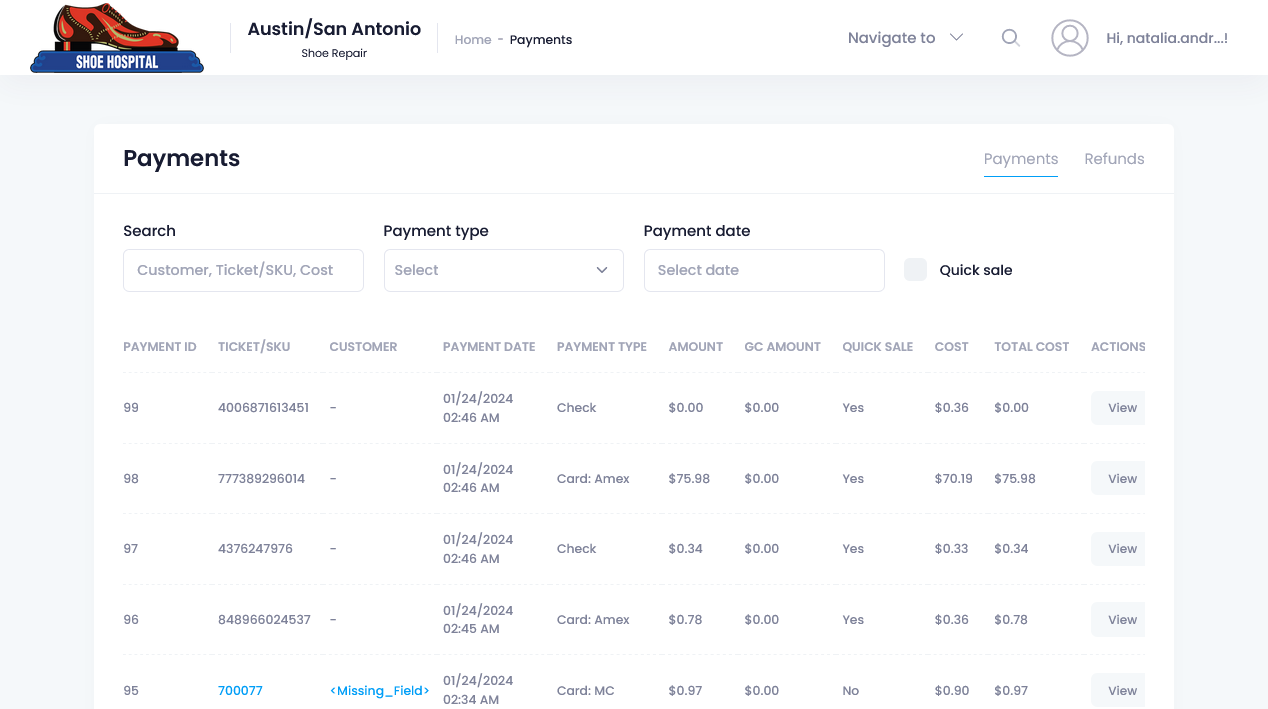 SHOE HOSPITAL
Austin/San Antonio
Shoe Repair
Home - Payments
Navigate to
Hi, natalia.andr...!
Payments
Payments Refunds
Search Payment type Payment date
Customer, Ticket/SKU, Cost Select Select date Quick sale
PAYMENT ID TICKET/SKU CUSTOMER PAYMENT DATE PAYMENT TYPE AMOUNT GC AMOUNT QUICK SALE COST TOTAL COST ACTIONS
99 4006871613451 - 01/24/2024 02:46 AM Check $0.00 $0.00 Yes $0.36 $0.00 View
98 777389296014 - 01/24/2024 02:46 AM Card: Amex $75.98 $0.00 Yes $70.19 $75.98 View
97 4376247976 - 01/24/2024 02:46 AM Check $0.34 $0.00 Yes $0.33 $0.34 View
96 848966024537 - 01/24/2024 02:45 AM Card: Amex $0.78 $0.00 Yes $0.36 $0.78 View
95 700077 <Missing_Field> 01/24/2024 02:34 AM Card: MC $0.97 $0.00 No $0.90 $0.97 View